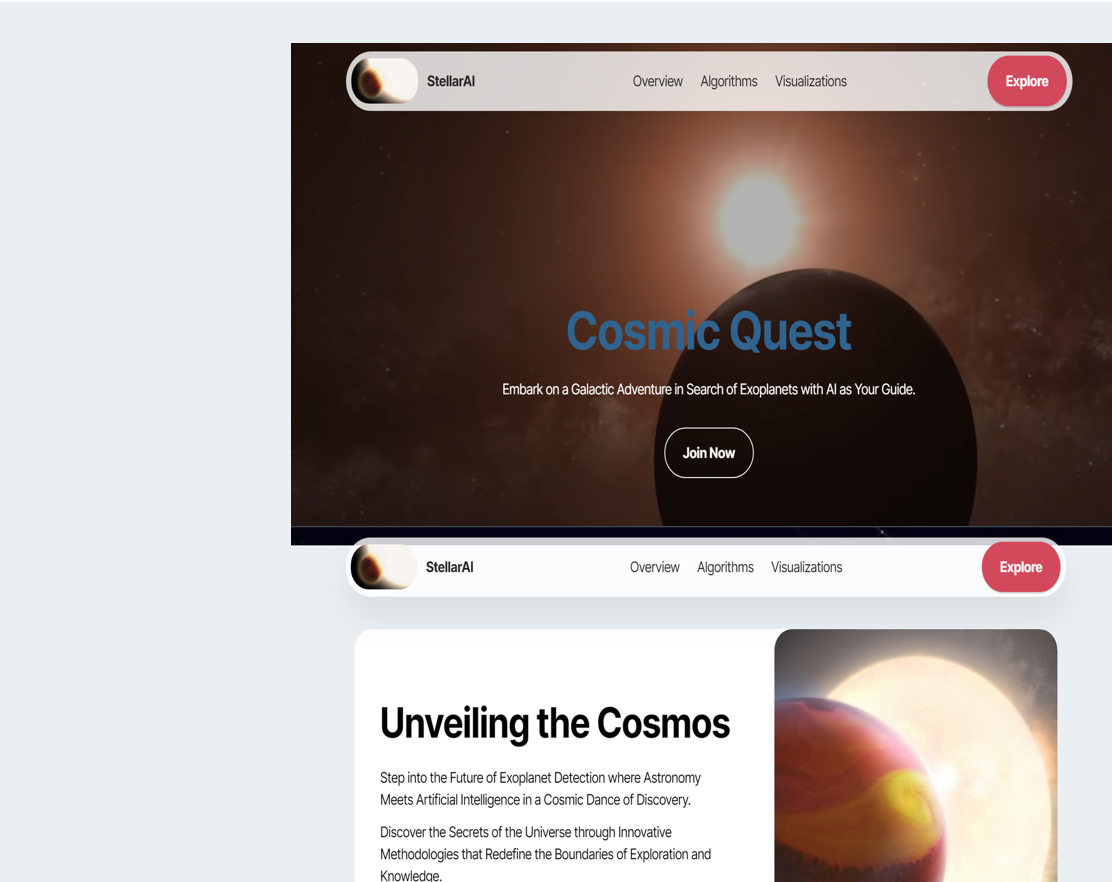 StellarAI
Overview Algorithms Visualizations
Explore
Cosmic Quest
Embark on a Galactic Adventure in Search of Exoplanets with AI as Your Guide.
Join Now
StellarAI
Overview Algorithms Visualizations
Explore
Unveiling the Cosmos
Step into the Future of Exoplanet Detection where Astronomy
Meets Artificial Intelligence in a Cosmic Dance of Discovery.
Discover the Secrets of the Universe through Innovative
Methodologies that Redefine the Boundaries of Exploration and
Knowledge.